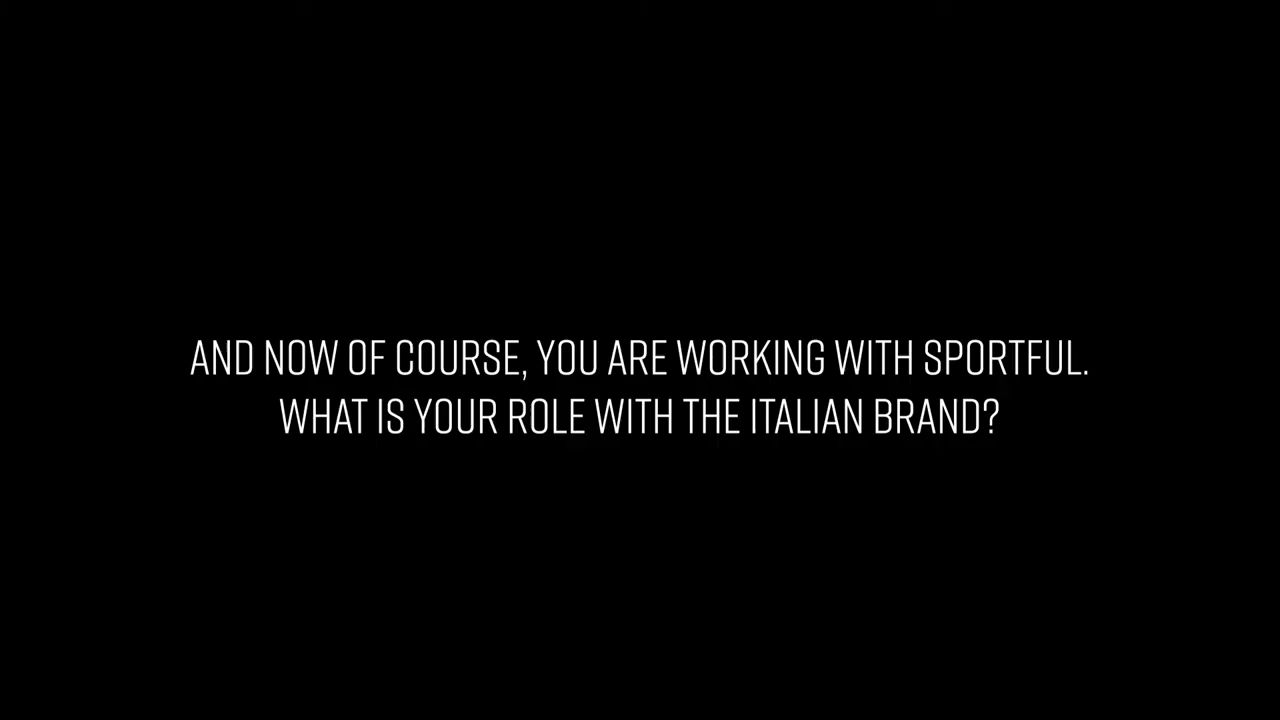 AND NOW OF COURSE, YOU ARE WORKING WITH SPORTFUL.
WHAT IS YOUR ROLE WITH THE ITALIAN BRAND?